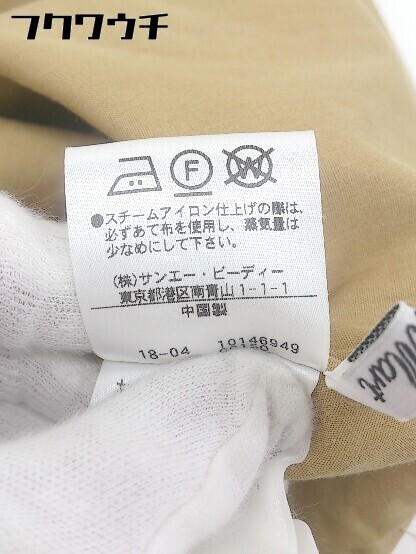 フクワウチ
F
W
●スチームアイロン仕上げの際は、
必ずあて布を使用し、蒸気量は
少なめにして下さい。
(株)サンエー・ビーディー
東京都港区南青山1-1-1
中国製
18-04 10146949